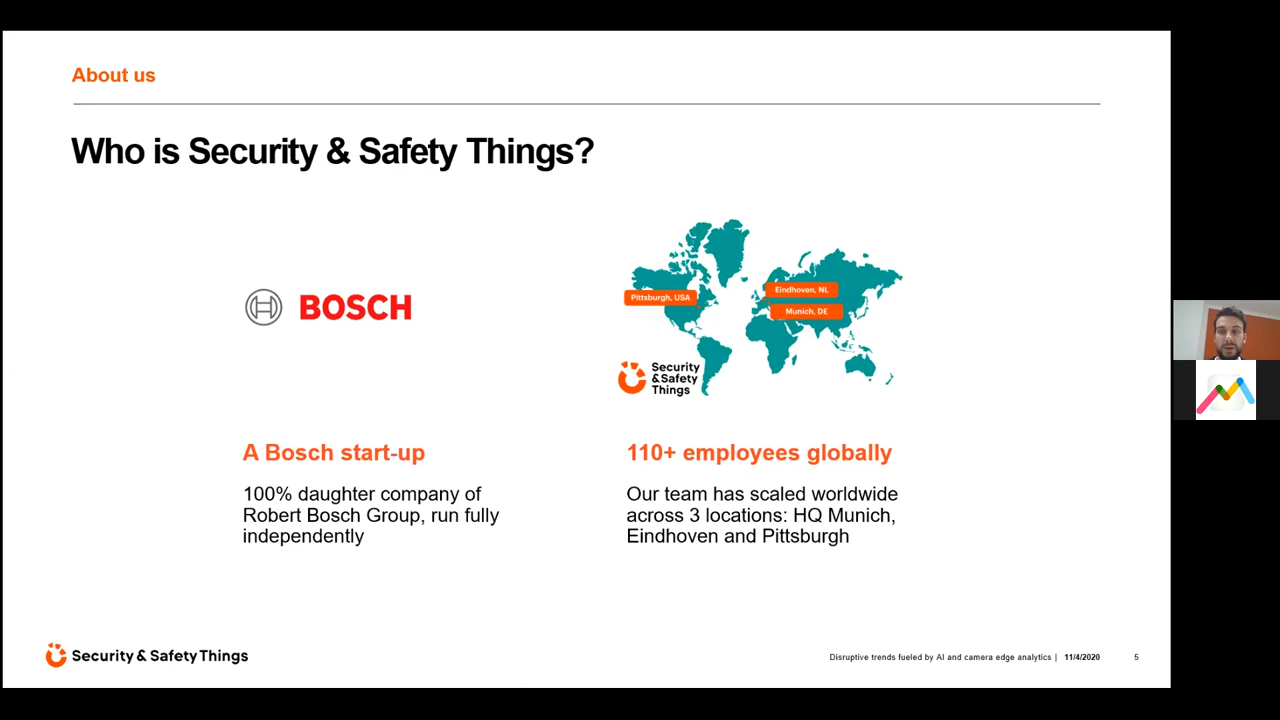 About us
Who is Security & Safety Things?
BOSCH
Pittsburgh, USA
Eindhoven, NL
Munich, DE
Security
&Safety
Things
A Bosch start-up
100% daughter company of
Robert Bosch Group, run fully
independently
110+ employees globally
Our team has scaled worldwide
across 3 locations: HQ Munich,
Eindhoven and Pittsburgh
Security & Safety Things
Disruptive trends fueled by AI and camera edge analytics | 11/4/2020 5